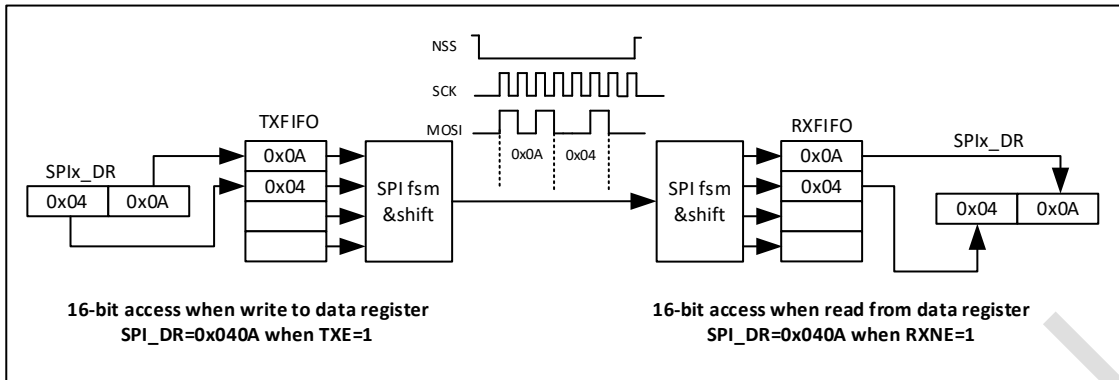 NSS
SCK
MOSI
0x0A 0x04
TXFIFO
0x0A
0x04
SPIx_DR
0x04 0x0A
SPI fsm
&shift
SPI fsm
&shift
RXFIFO
0x0A
0x04
SPIx_DR
0x04 0x0A
16-bit access when write to data register
SPI_DR=0x040A when TXE=1
16-bit access when read from data register
SPI_DR=0x040A when RXNE=1